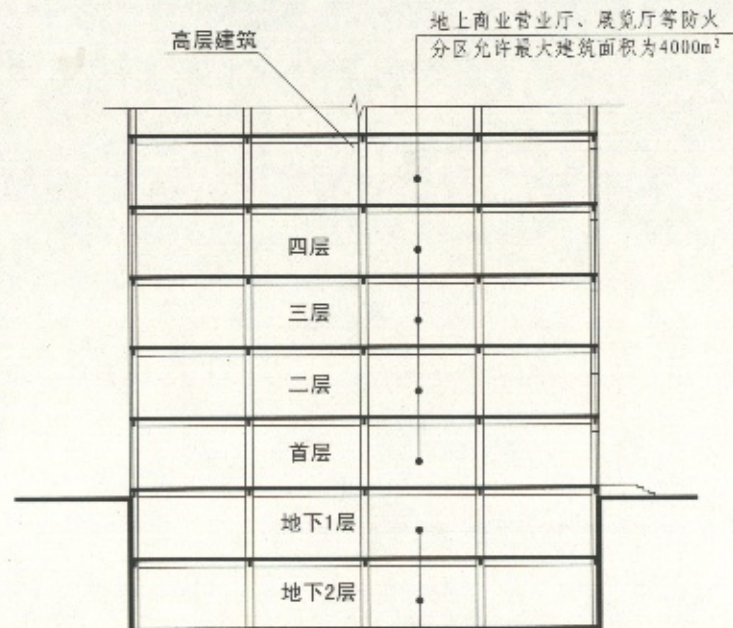 高层建筑
地上商业营业厅、展览厅等防火
分区允许最大建筑面积为4000m²
四层
三层
二层
首层
地下1层
地下2层